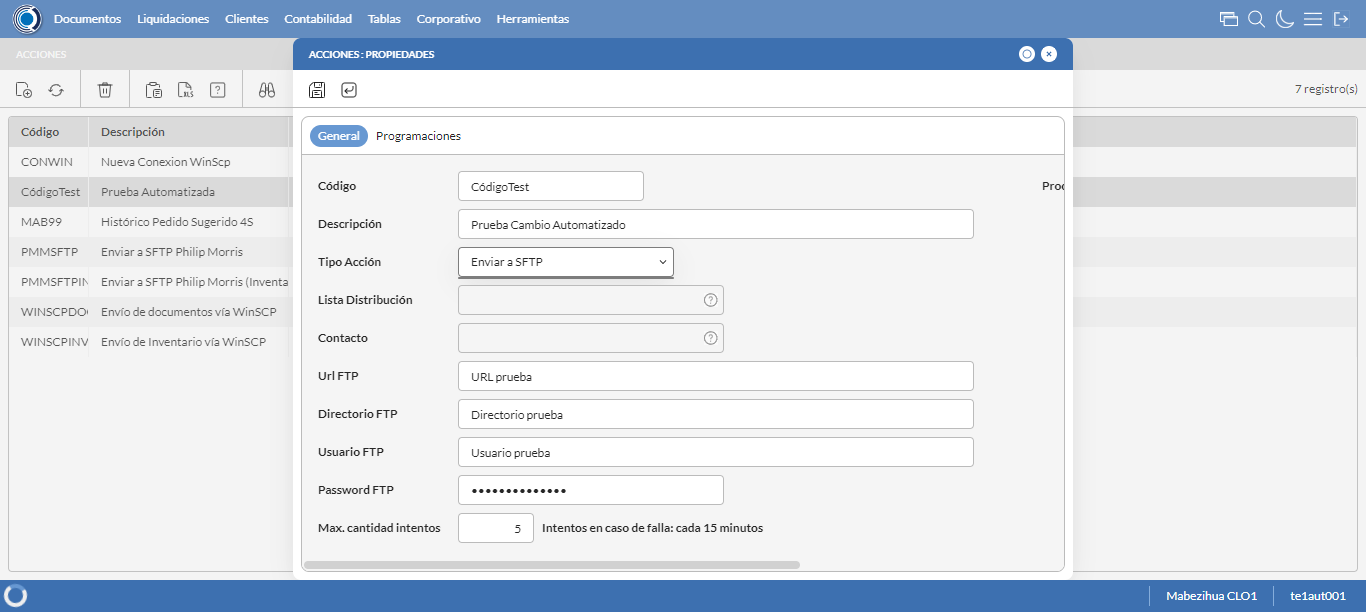 Documentos Liquidaciones Clientes Contabilidad Tablas Corporativo Herramientas
ACCIONES
ACCIONES : PROPIEDADES
XLS
7 registro(s)
General Programaciones
Código Descripción
CONWIN Nueva Conexion WinScp
CódigoTest Prueba Automatizada
MAB99 Histórico Pedido Sugerido 4S
PMMSFTP Enviar a SFTP Philip Morris
PMMSFTPIN Enviar a SFTP Philip Morris (Inventa
WINSCPDO Envío de documentos vía WinSCP
WINSCPINV Envío de Inventario vía WinSCP
Código CódigoTest Proc
Descripción Prueba Cambio Automatizado
Tipo Acción Enviar a SFTP
Lista Distribución
Contacto
Url FTP URL prueba
Directorio FTP Directorio prueba
Usuario FTP Usuario prueba
Password FTP ••••••••••••••
Max. cantidad intentos 5 Intentos en caso de falla: cada 15 minutos
Mabezihua CLO1 te1aut001